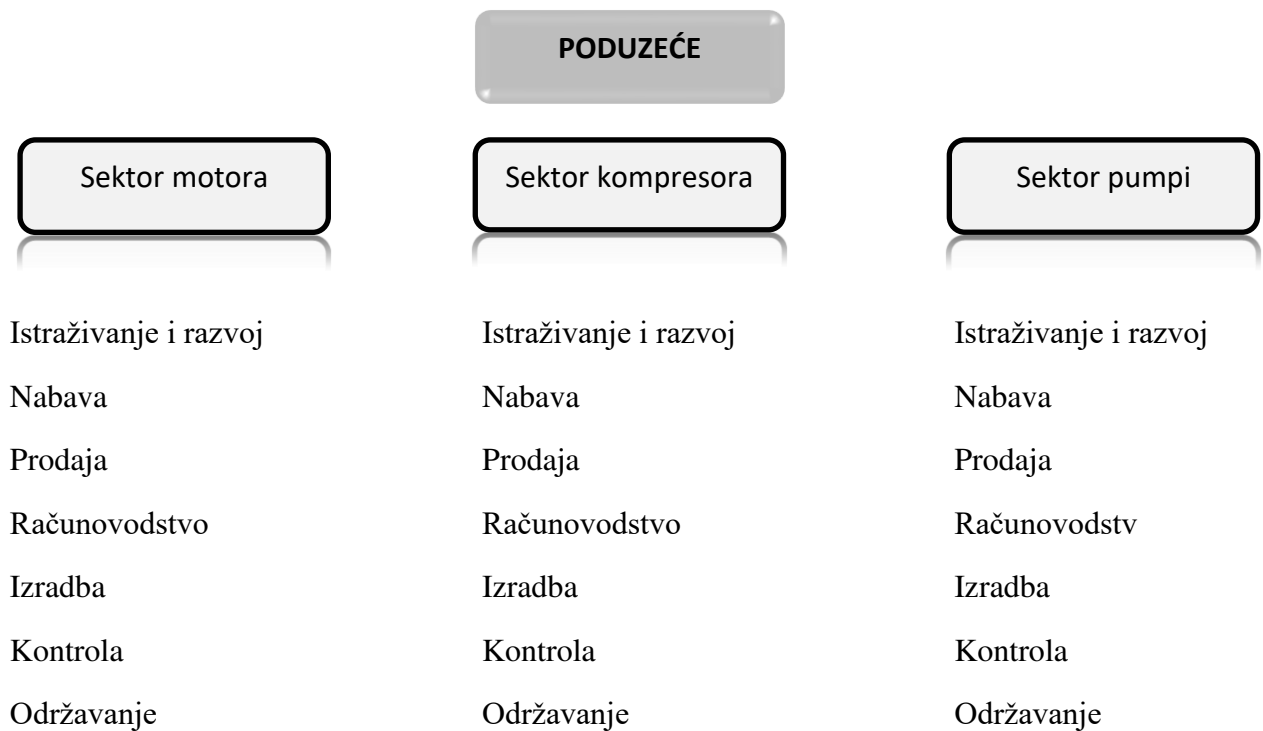 PODUZEĆE
Sektor motora
Sektor kompresora
Sektor pumpi
Istraživanje i razvoj Istraživanje i razvoj Istraživanje i razvoj
Nabava Nabava Nabava
Prodaja Prodaja Prodaja
Računovodstvo Računovodstvo Računovodstv
Izradba Izradba Izradba
Kontrola Kontrola Kontrola
Održavanje Održavanje Održavanje